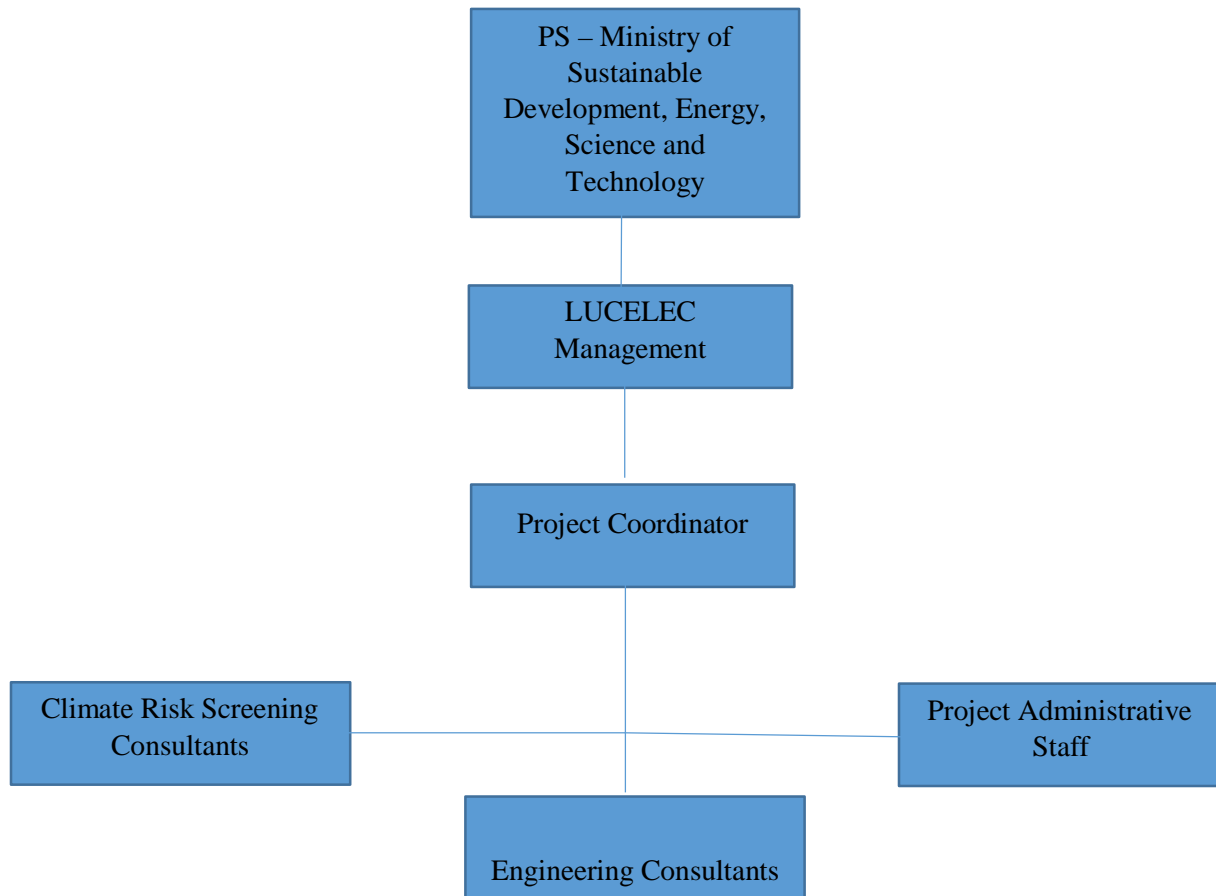 PS – Ministry of
Sustainable
Development, Energy,
Science and
Technology
LUCELEC
Management
Project Coordinator
Climate Risk Screening
Consultants
Project Administrative
Staff
Engineering Consultants